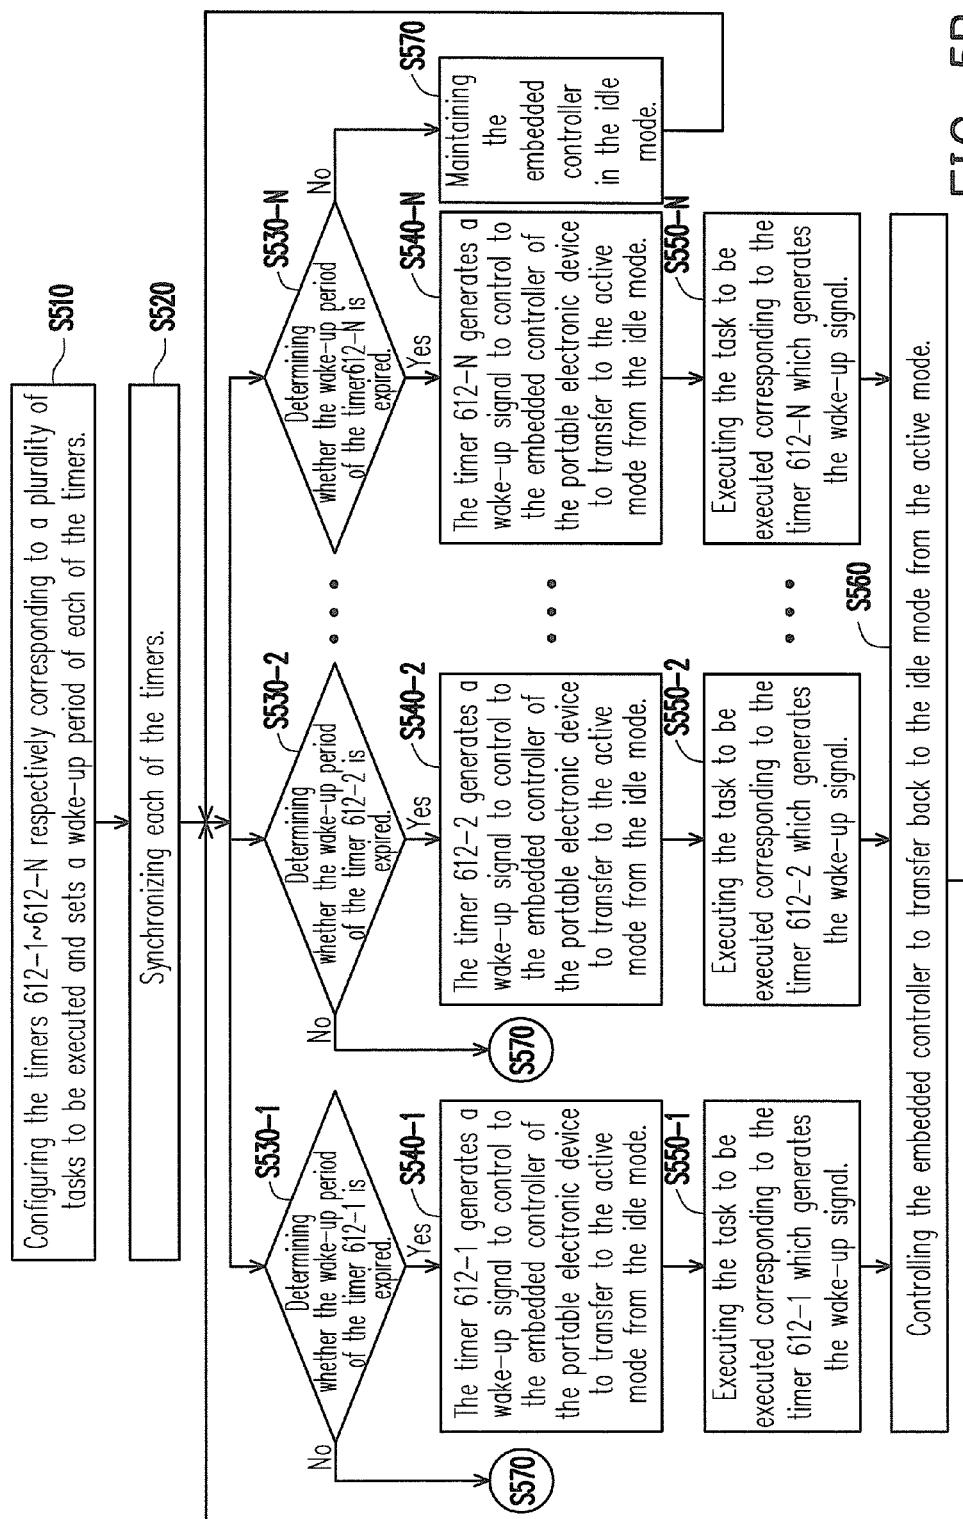 Configuring the timers 612-1~612-N respectively corresponding to a plurality of
tasks to be executed and sets a wake-up period of each of the timers.
S510
Synchronizing each of the timers.
S520
Determining
whether the wake-up period
of the timer 612-1 is
expired.
S530-1
No
S570
Yes
The timer 612-1 generates a
wake-up signal to control to
the embedded controller of
the portable electronic device
to transfer to the active
mode from the idle mode.
S540-1
Executing the task to be
executed corresponding to the
timer 612-1 which generates
the wake-up signal.
S550-1
Determining
whether the wake-up period
of the timer 612-2 is
expired.
S530-2
No
S570
Yes
The timer 612-2 generates a
wake-up signal to control to
the embedded controller of
the portable electronic device
to transfer to the active
mode from the idle mode.
S540-2
Executing the task to be
executed corresponding to the
timer 612-2 which generates
the wake-up signal.
S550-2
Determining
whether the wake-up period
of the timer612-N is
expired.
S530-N
No
Yes
The timer 612-N generates a
wake-up signal to control to
the embedded controller of
the portable electronic device
to transfer to the active
mode from the idle mode.
S540-N
Executing the task to be
executed corresponding to the
timer 612-N which generates
the wake-up signal.
S550-N
Maintaining
the
embedded
controller
in the idle
mode.
S570
Controlling the embedded controller to transfer back to the idle mode from the active mode.
S560